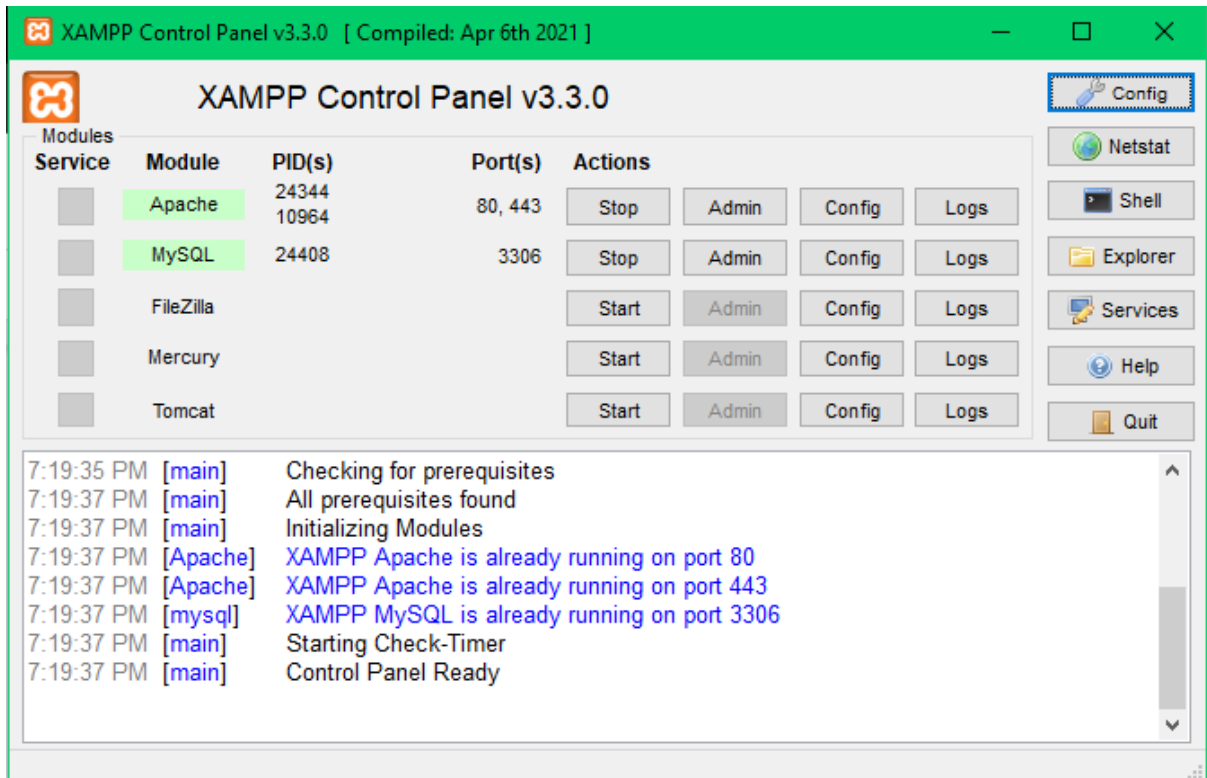 XAMPP Control Panel v3.3.0 [ Compiled: Apr 6th 2021 ]
XAMPP Control Panel v3.3.0
Config
Modules
Netstat
Service Module PID(s) Port(s) Actions
Shell
Apache 24344 10964 80, 443 Stop Admin Config Logs
MySQL 24408 3306 Stop Admin Config Logs
Explorer
FileZilla Start Admin Config Logs
Services
Mercury Start Admin Config Logs
Help
Tomcat Start Admin Config Logs
Quit
7:19:35 PM [main] Checking for prerequisites
7:19:37 PM [main] All prerequisites found
7:19:37 PM [main] Initializing Modules
7:19:37 PM [Apache] XAMPP Apache is already running on port 80
7:19:37 PM [Apache] XAMPP Apache is already running on port 443
7:19:37 PM [mysql] XAMPP MySQL is already running on port 3306
7:19:37 PM [main] Starting Check-Timer
7:19:37 PM [main] Control Panel Ready